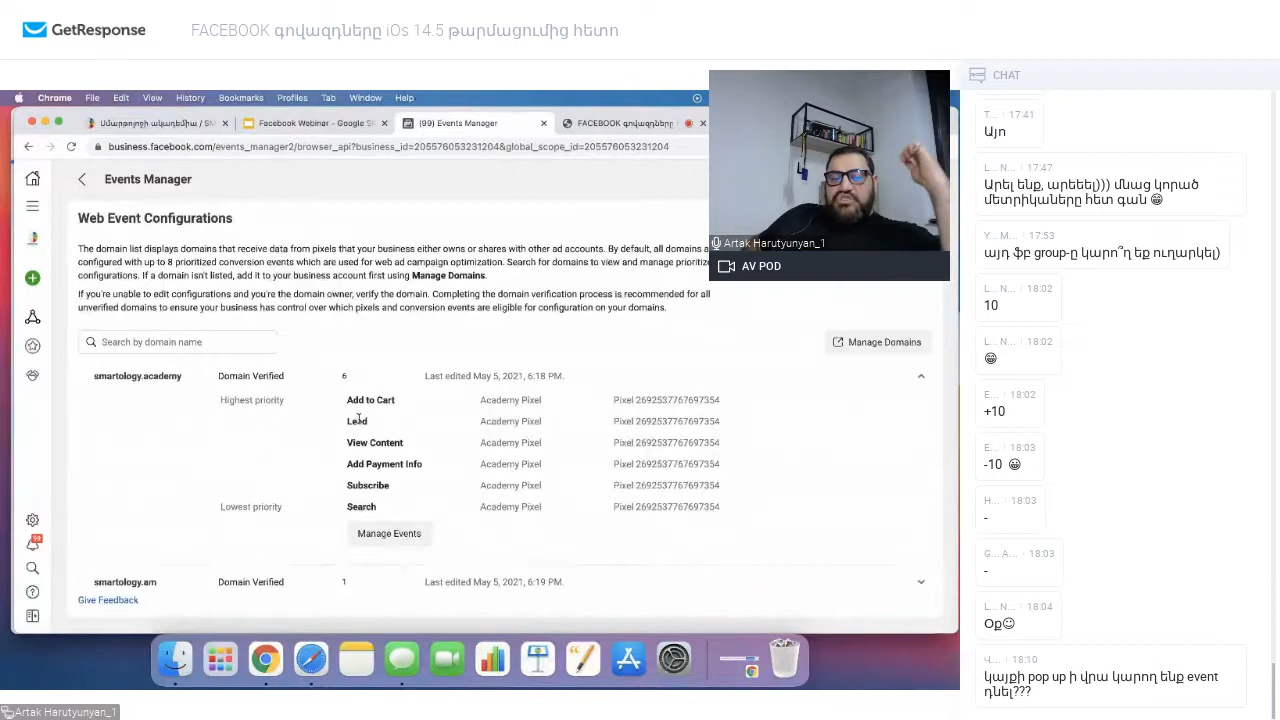 GetResponse
FACEBOOK գովազդները iOs 14.5 թարմացումից հետո
CHAT
Chrome File Edit View History Bookmarks Profiles Tab Window Help
Սմարթոլոջի ակադեմիա / SM
Facebook Webinar - Google Sl
(99) Events Manager
FACEBOOK գովազդները
business.facebook.com/events_manager2/browser_api?business_id=205576053231204&global_scope_id=205576053231204
Events Manager
Web Event Configurations
The domain list displays domains that receive data from pixels that your business either owns or shares with other ad accounts. By default, all domains a
configured with up to 8 prioritized conversion events which are used for web ad campaign optimization. Search for domains to view and manage prioritiz
configurations. If a domain isn't listed, add it to your business account first using Manage Domains.
If you're unable to edit configurations and you're the domain owner, verify the domain. Completing the domain verification process is recommended for all
unverified domains to ensure your business has control over which pixels and conversion events are eligible for configuration on your domains.
Search by domain name
Manage Domains
smartology.academy Domain Verified 6 Last edited May 5, 2021, 6:18 PM.
Highest priority Add to Cart Academy Pixel Pixel 2692537767697354
Lead Academy Pixel Pixel 2692537767697354
View Content Academy Pixel Pixel 2692537767697354
Add Payment Info Academy Pixel Pixel 2692537767697354
Subscribe Academy Pixel Pixel 2692537767697354
Lowest priority Search Academy Pixel Pixel 2692537767697354
Manage Events
smartology.am Domain Verified 1 Last edited May 5, 2021, 6:19 PM.
Give Feedback
59
Artak Harutyunyan_1
AV POD
Artak Harutyunyan_1
T... 17:41
Այո
L... N... 17:47
Արել ենք, արեեել))) մնաց կորած
մետրիկաները հետ գան 😁
Y... M... 17:53
այդ ֆբ group-ը կարո՞ղ եք ուղարկել)
L... N... 18:02
10
L... N... 18:02
😁
E... 18:02
+10
E... 18:03
-10 😀
H... 18:03
-
G... A... 18:03
-
L... N... 18:04
Օք☺
Վ... 18:10
կայքի pop up ի վրա կարող ենք event
դնել???